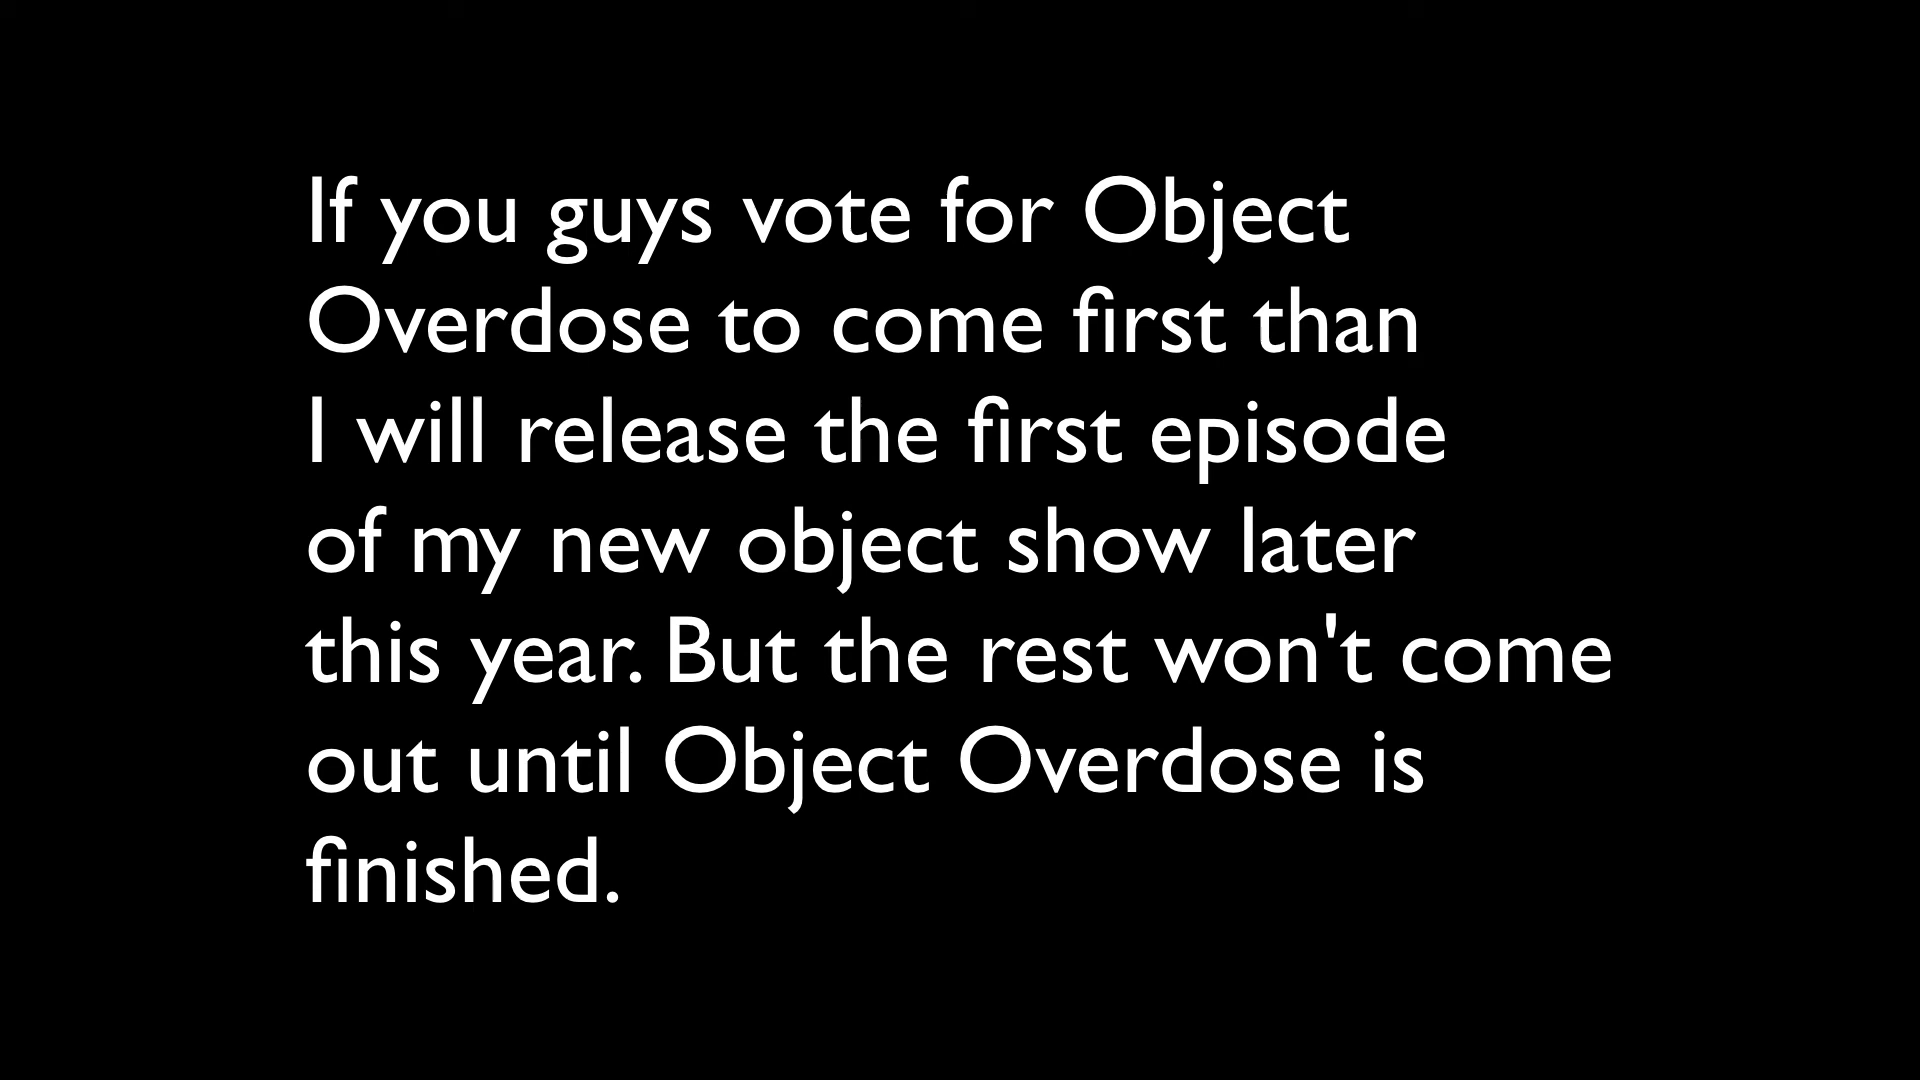 If you guys vote for Object
Overdose to come first than
I will release the first episode
of my new object show later
this year. But the rest won't come
out until Object Overdose is
finished.